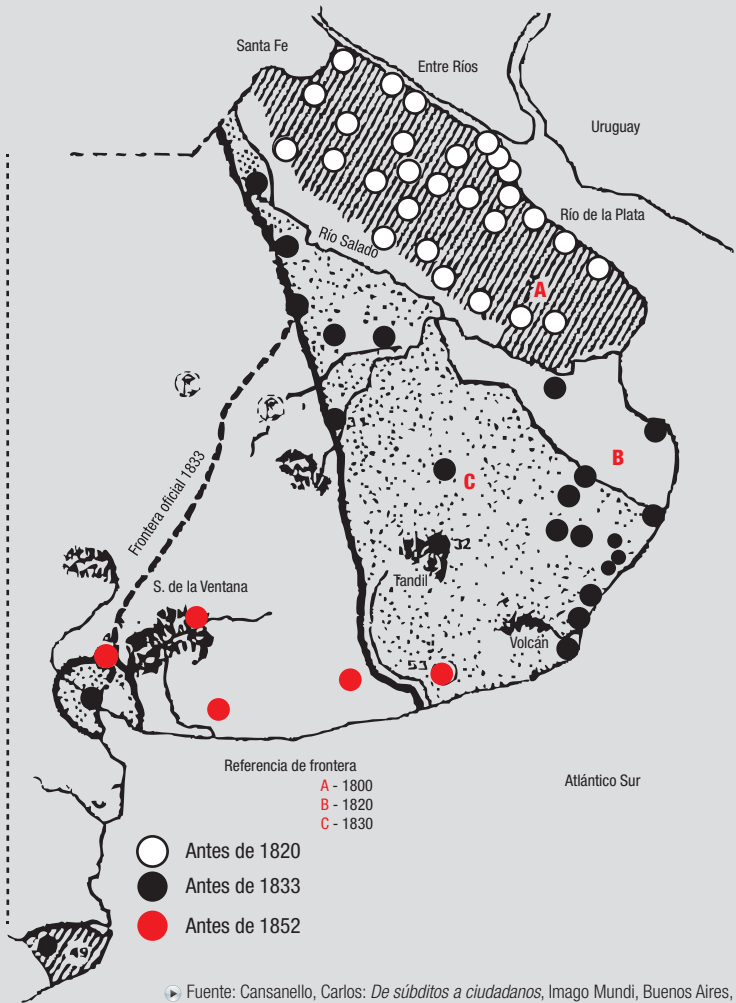 Santa Fe
Entre Ríos
Uruguay
Río de la Plata
Río Salado
A
B
C
Frontera oficial 1833
32
Tandil
S. de la Ventana
Volcán
53
Referencia de frontera
A - 1800
B - 1820
C - 1830
Atlántico Sur
Antes de 1820
Antes de 1833
Antes de 1852
49
Fuente: Cansanello, Carlos: De súbditos a ciudadanos, Imago Mundi, Buenos Aires,